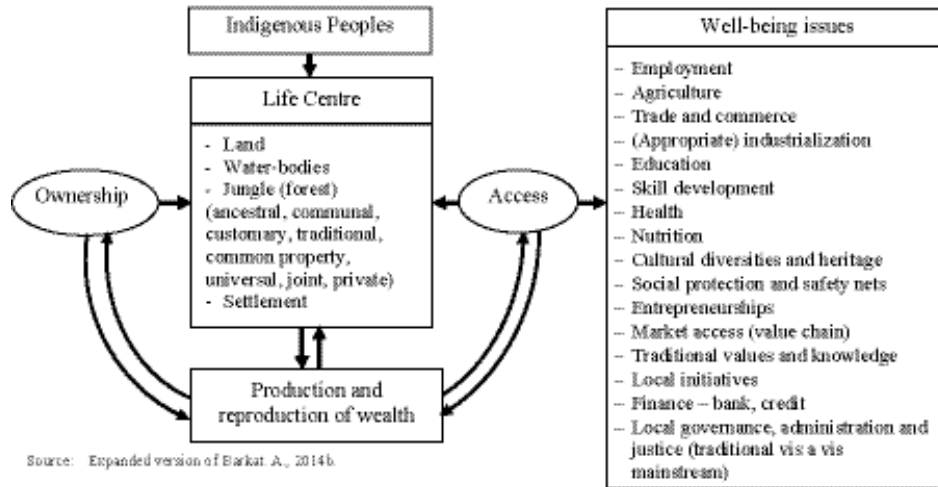 Indigenous Peoples
Life Centre
- Land
- Water-bodies
- Jungle (forest)
(ancestral, communal,
customary, traditional,
common property,
universal, joint, private)
- Settlement
Ownership
Access
Production and
reproduction of wealth
Well-being issues
– Employment
– Agriculture
– Trade and commerce
– (Appropriate) industrialization
– Education
– Skill development
– Health
– Nutrition
– Cultural diversities and heritage
– Social protection and safety nets
– Entrepreneurships
– Market access (value chain)
– Traditional values and knowledge
– Local initiatives
– Finance – bank, credit
– Local governance, administration and
justice (traditional vis a vis
mainstream)
Source: Expanded version of Barkat A., 2014b.